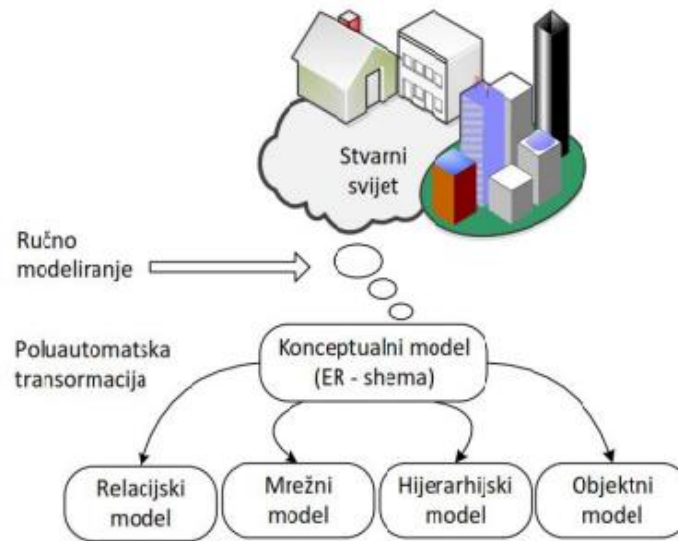 Stvarni
svijet
Ručno
modeliranje
Poluautomatska
transormacija
Konceptualni model
(ER - shema)
Relacijski
model
Mrežni
model
Hijerarhijski
model
Objektni
model